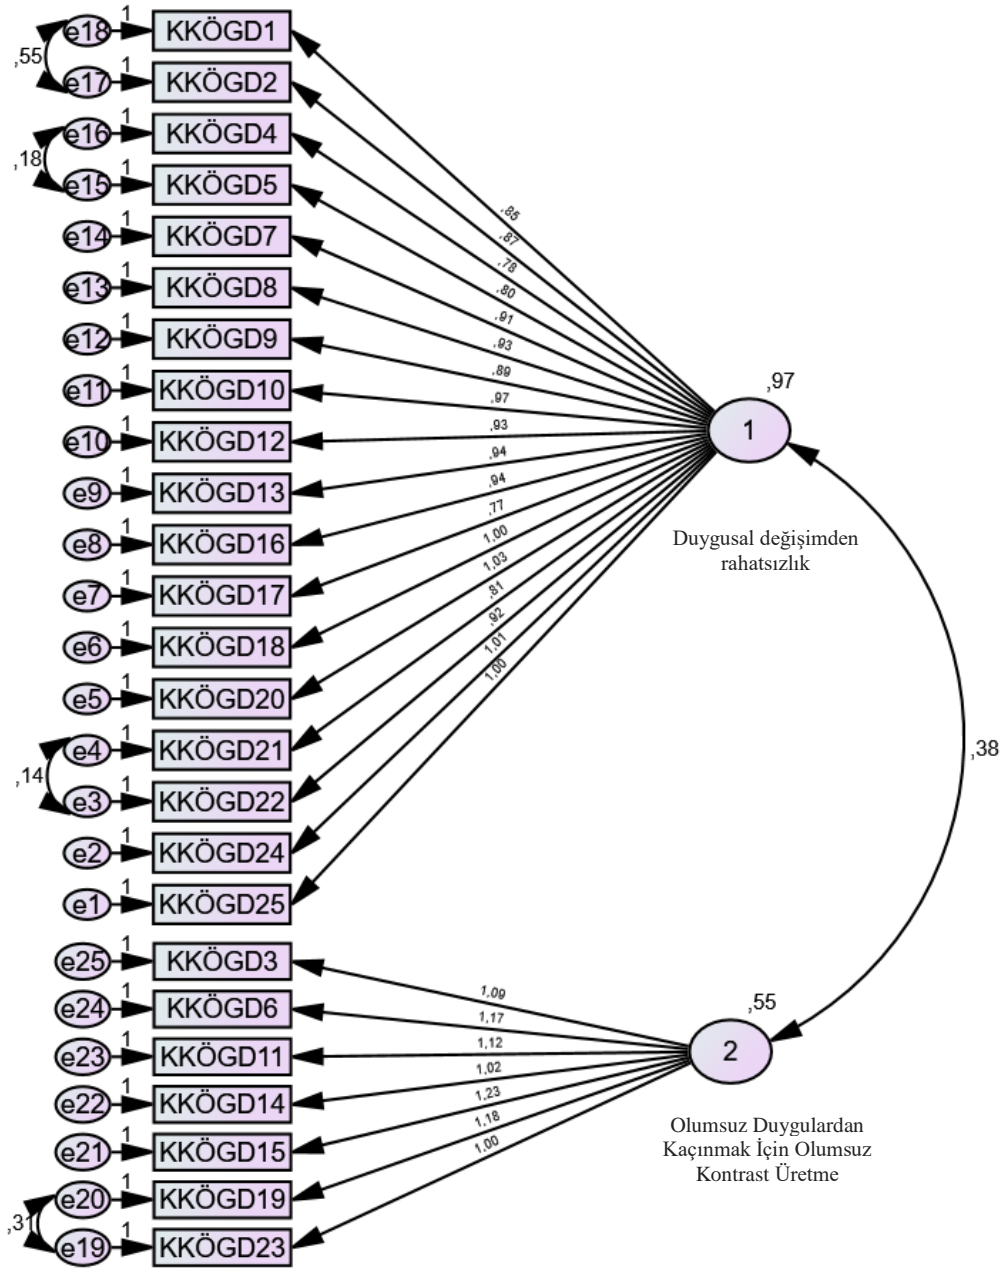 1
e18
KKÖGD1
,55
1
e17
KKÖGD2
1
e16
KKÖGD4
,18
1
e15
KKÖGD5
1
e14
KKÖGD7
1
e13
KKÖGD8
1
e12
KKÖGD9
1
e11
KKÖGD10
1
e10
KKÖGD12
1
e9
KKÖGD13
1
e8
KKÖGD16
1
e7
KKÖGD17
1
e6
KKÖGD18
1
e5
KKÖGD20
1
e4
KKÖGD21
,14
1
e3
KKÖGD22
1
e2
KKÖGD24
1
e1
KKÖGD25
,85
,87
,78
,80
,91
,93
,89
,97
,93
,94
,94
,77
1,00
1,03
,81
,92
1,01
1,00
,97
1
Duygusal değişimden
rahatsızlık
,38
1
e25
KKÖGD3
1
e24
KKÖGD6
1
e23
KKÖGD11
1
e22
KKÖGD14
1
e21
KKÖGD15
1
e20
KKÖGD19
,31
1
e19
KKÖGD23
1,09
1,17
1,12
1,02
1,23
1,18
1,00
,55
2
Olumsuz Duygulardan
Kaçınmak İçin Olumsuz
Kontrast Üretme